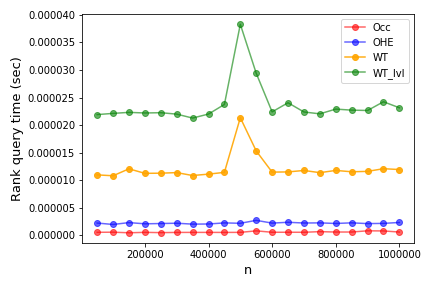 0.000040
0.000035
0.000030
0.000025
0.000020
0.000015
0.000010
0.000005
0.000000
Rank query time (sec)
Occ
OHE
WT
WT_lvl
200000 400000 600000 800000 1000000
n